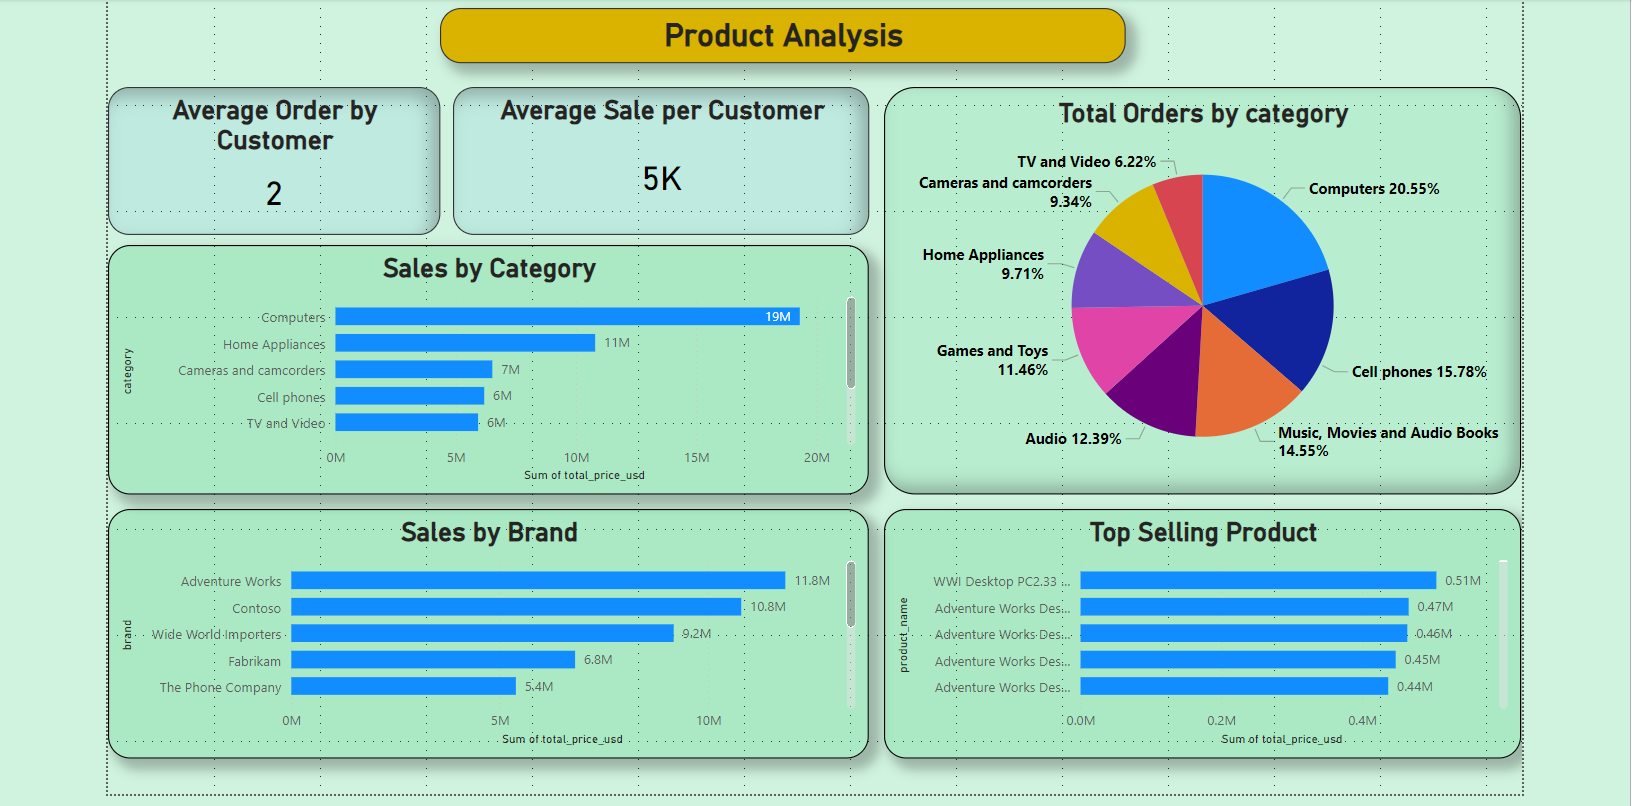 Product Analysis
Average Order by
Customer
2
Average Sale per Customer
5K
Total Orders by category
TV and Video 6.22%
Cameras and camcorders
9.34%
Home Appliances
9.71%
Games and Toys
11.46%
Audio 12.39%
Computers 20.55%
Cell phones 15.78%
Music, Movies and Audio Books
14.55%
Sales by Category
category
Computers 19M
Home Appliances 11M
Cameras and camcorders 7M
Cell phones 6M
TV and Video 6M
0M 5M 10M 15M 20M
Sum of total_price_usd
Sales by Brand
brand
Adventure Works 11.8M
Contoso 10.8M
Wide World Importers 9.2M
Fabrikam 6.8M
The Phone Company 5.4M
0M 5M 10M
Sum of total_price_usd
Top Selling Product
product_name
WWI Desktop PC2.33 ... 0.51M
Adventure Works Des... 0.47M
Adventure Works Des... 0.46M
Adventure Works Des... 0.45M
Adventure Works Des... 0.44M
0.0M 0.2M 0.4M
Sum of total_price_usd